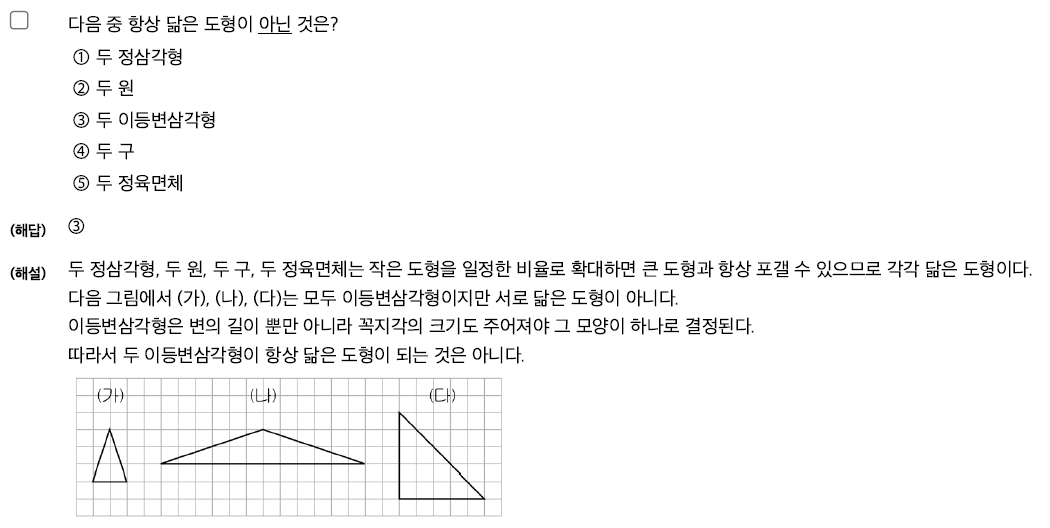 다음 중 항상 닮은 도형이 아닌 것은?
① 두 정삼각형
② 두 원
③ 두 이등변삼각형
④ 두 구
⑤ 두 정육면체
(해답) ③
(해설) 두 정삼각형, 두 원, 두 구, 두 정육면체는 작은 도형을 일정한 비율로 확대하면 큰 도형과 항상 포갤 수 있으므로 각각 닮은 도형이다.
다음 그림에서 (가), (나), (다)는 모두 이등변삼각형이지만 서로 닮은 도형이 아니다.
이등변삼각형은 변의 길이 뿐만 아니라 꼭지각의 크기도 주어져야 그 모양이 하나로 결정된다.
따라서 두 이등변삼각형이 항상 닮은 도형이 되는 것은 아니다.
(가) (나) (다)